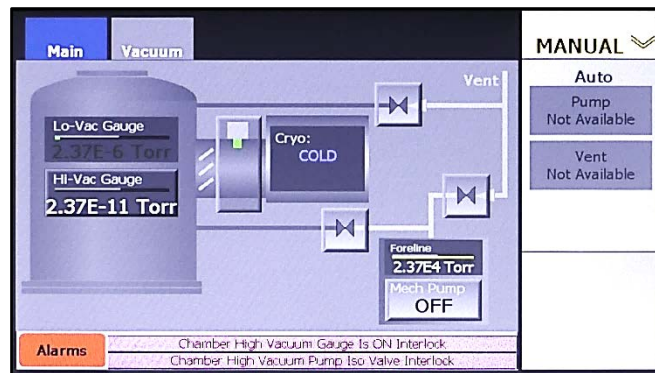 Main
Vacuum
MANUAL
Auto
Pump
Not Available
Vent
Not Available
Vent
Lo-Vac Gauge
2.37E-6 Torr
Hi-Vac Gauge
2.37E-11 Torr
Cryo:
COLD
Foreline
2.37E4 Torr
Mech Pump
OFF
Alarms
Chamber High Vacuum Gauge Is ON Interlock
Chamber High Vacuum Pump Iso Valve Interlock